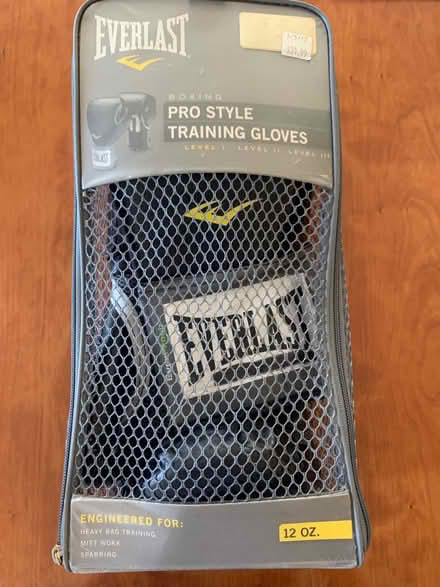 EVERLAST
BOXING
PRO STYLE
TRAINING GLOVES
LEVEL I LEVEL II LEVEL III
EVERLAST
EVERLAST
ENGINEERED FOR:
HEAVY BAG TRAINING,
MITT WORK
SPARRING
12 OZ.